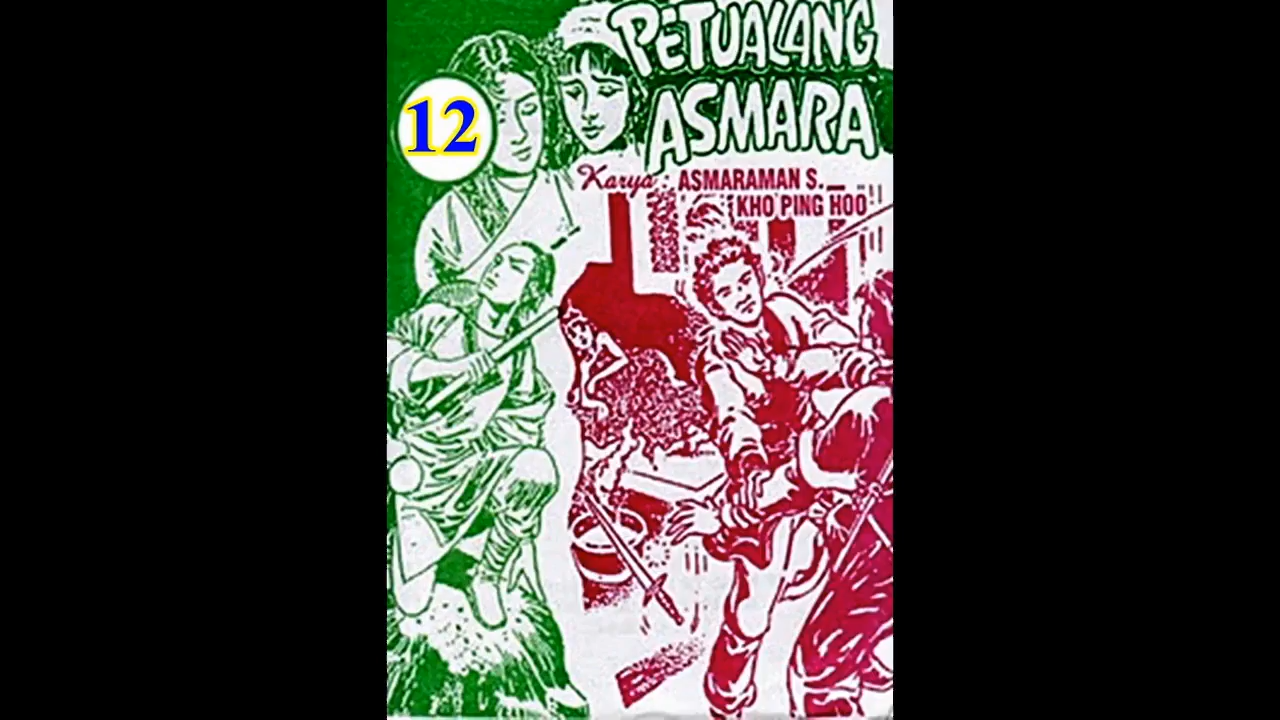 PETUALANG
ASMARA
12
Karya : ASMARAMAN S.
KHO PING HOO